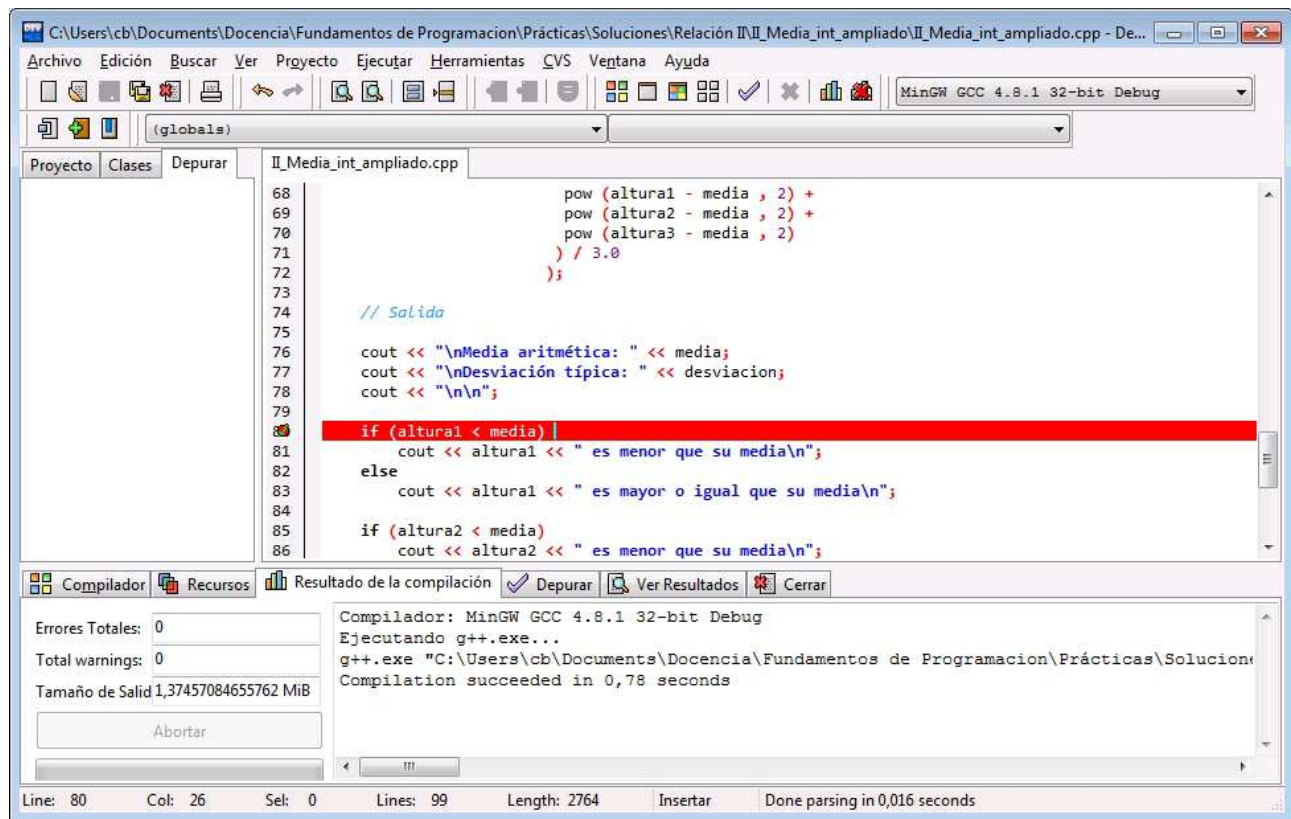 C:\Users\cb\Documents\Docencia\Fundamentos de Programacion\Prácticas\Soluciones\Relación II\II_Media_int_ampliado\II_Media_int_ampliado.cpp - De...
Archivo Edición Buscar Ver Proyecto Ejecutar Herramientas CVS Ventana Ayuda
MinGW GCC 4.8.1 32-bit Debug
(globals)
Proyecto Clases Depurar II_Media_int_ampliado.cpp
68 pow (altura1 - media , 2) +
69 pow (altura2 - media , 2) +
70 pow (altura3 - media , 2)
71 ) / 3.0
72 );
73
74 // Salida
75
76 cout << "\nMedia aritmética: " << media;
77 cout << "\nDesviación típica: " << desviacion;
78 cout << "\n\n";
79
if (altura1 < media)
81 cout << altura1 << " es menor que su media\n";
82 else
83 cout << altura1 << " es mayor o igual que su media\n";
84
85 if (altura2 < media)
86 cout << altura2 << " es menor que su media\n";
Compilador Recursos Resultado de la compilación Depurar Ver Resultados Cerrar
Errores Totales: 0
Total warnings: 0
Tamaño de Salid 1,37457084655762 MiB
Abortar
Compilador: MinGW GCC 4.8.1 32-bit Debug
Ejecutando g++.exe...
g++.exe "C:\Users\cb\Documents\Docencia\Fundamentos de Programacion\Prácticas\Solucione
Compilation succeeded in 0,78 seconds
Line: 80 Col: 26 Sel: 0 Lines: 99 Length: 2764 Insertar Done parsing in 0,016 seconds